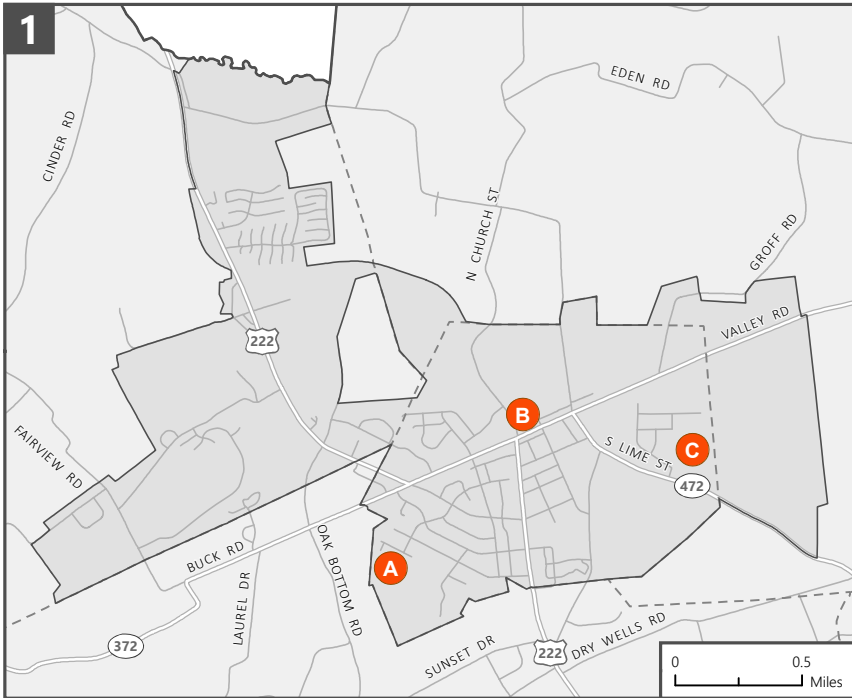 1
EDEN RD
CINDER RD
N CHURCH ST
GROFF RD
VALLEY RD
222
B
FAIRVIEW RD
S LIME ST
C
472
BUCK RD
OAK BOTTOM RD
A
LAUREL DR
372
SUNSET DR
222
DRY WELLS RD
0 0.5
Miles